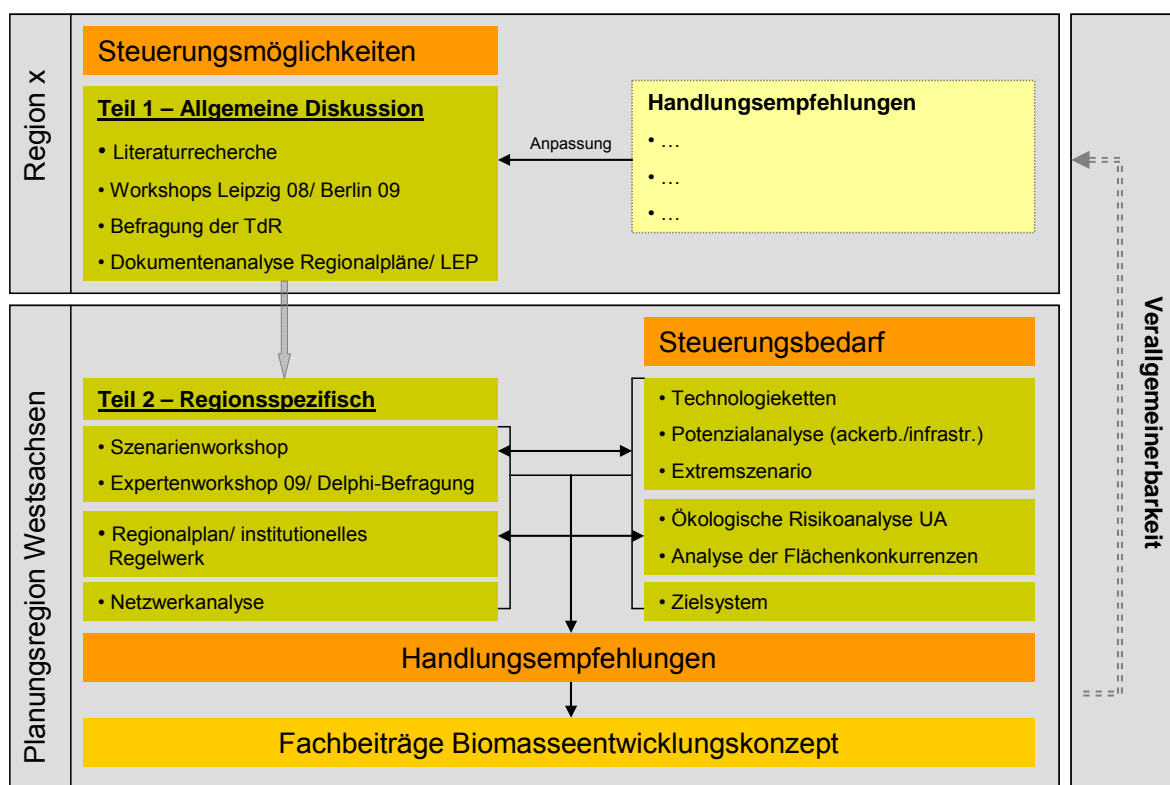 Region x
Steuerungsmöglichkeiten
Teil 1 – Allgemeine Diskussion
• Literaturrecherche
• Workshops Leipzig 08/ Berlin 09
• Befragung der TdR
• Dokumentenanalyse Regionalpläne/ LEP
Anpassung
Handlungsempfehlungen
• …
• …
• …
Planungsregion Westsachsen
Teil 2 – Regionsspezifisch
• Szenarienworkshop
• Expertenworkshop 09/ Delphi-Befragung
• Regionalplan/ institutionelles
Regelwerk
• Netzwerkanalyse
Steuerungsbedarf
• Technologieketten
• Potenzialanalyse (ackerb./infrastr.)
• Extremszenario
• Ökologische Risikoanalyse UA
• Analyse der Flächenkonkurrenzen
• Zielsystem
Handlungsempfehlungen
Fachbeiträge Biomasseentwicklungskonzept
Verallgemeinerbarkeit